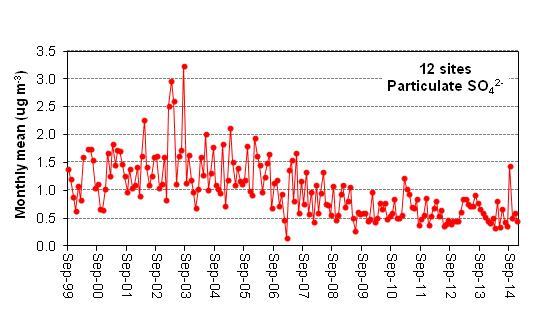 12 sites
Particulate SO₄²⁻
Monthly mean (ug m⁻³)
3.5
3.0
2.5
2.0
1.5
1.0
0.5
0.0
Sep-99
Sep-00
Sep-01
Sep-02
Sep-03
Sep-04
Sep-05
Sep-06
Sep-07
Sep-08
Sep-09
Sep-10
Sep-11
Sep-12
Sep-13
Sep-14